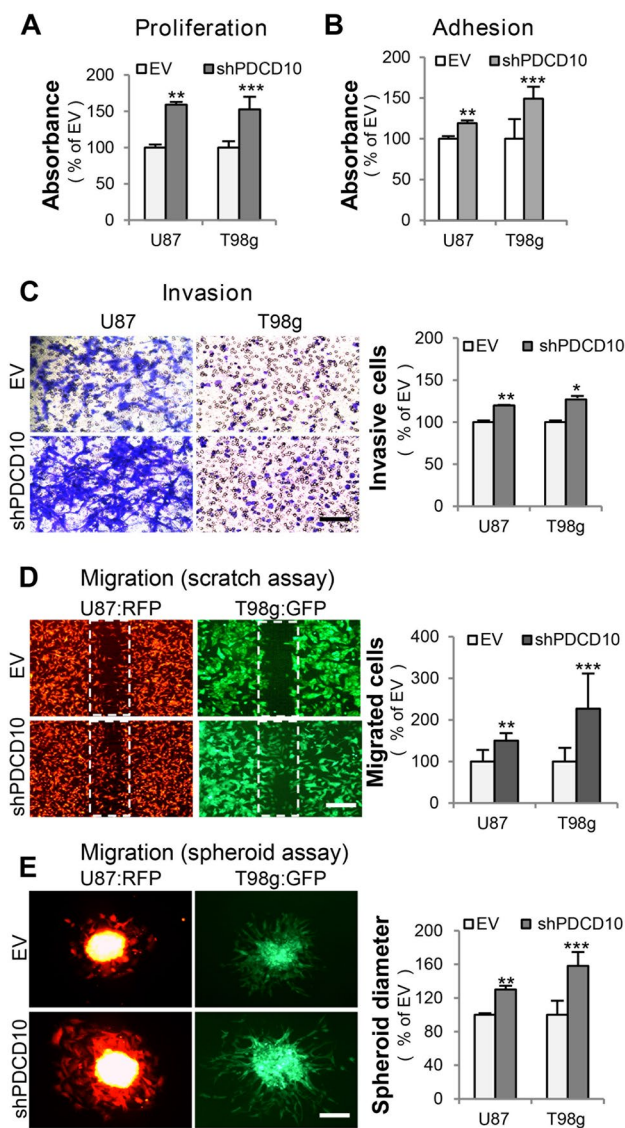 A Proliferation
EV shPDCD10
Absorbance
( % of EV )
200
150
100
50
0
** ***
U87 T98g
B Adhesion
EV shPDCD10
Absorbance
( % of EV )
200
150
100
50
0
** ***
U87 T98g
C Invasion
U87 T98g
EV
shPDCD10
EV shPDCD10
Invasive cells
( % of EV )
200
150
100
50
0
** *
U87 T98g
D Migration (scratch assay)
U87:RFP T98g:GFP
EV
shPDCD10
EV shPDCD10
Migrated cells
( % of EV )
400
300
200
100
0
** ***
U87 T98g
E Migration (spheroid assay)
U87:RFP T98g:GFP
EV
shPDCD10
EV shPDCD10
Spheroid diameter
( % of EV )
200
160
120
80
40
0
** ***
U87 T98g